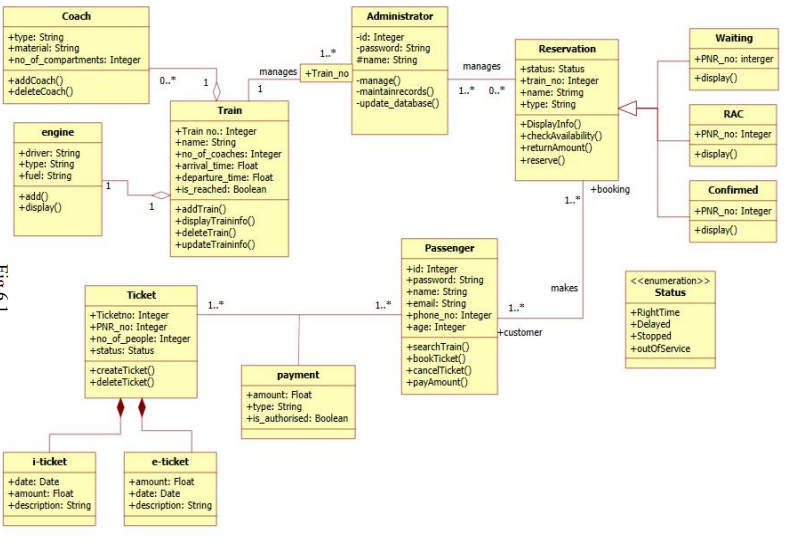 Coach
+type: String
+material: String
+no_of_compartments: Integer
+addCoach()
+deleteCoach()
0..*
1
engine
+driver: String
+type: String
+fuel: String
+add()
+display()
1
1
Train
+Train no.: Integer
+name: String
+no_of_coaches: Integer
+arrival_time: Float
+departure_time: Float
+is_reached: Boolean
+addTrain()
+displayTraininfo()
+deleteTrain()
+updateTraininfo()
manages
1
1..*
+Train_no
Administrator
-id: Integer
-password: String
#name: String
-manage()
-maintainrecords()
-update_database()
manages
1..*
0..*
Reservation
+status: Status
+train_no: Integer
+name: Strimg
+type: String
+DisplayInfo()
+checkAvailability()
+returnAmount()
+reserve()
Waiting
+PNR_no: interger
+display()
RAC
+PNR_no: Integer
+display()
Confirmed
+PNR_no: Integer
+display()
+booking
1..*
makes
1..*
+customer
Passenger
+id: Integer
+password: String
+name: String
+email: String
+phone_no: Integer
+age: Integer
+searchTrain()
+bookTicket()
+cancelTicket()
+payAmount()
<<enumeration>>
Status
+RightTime
+Delayed
+Stopped
+outOfService
Fig 6.1
Ticket
+Ticketno: Integer
+PNR_no: Integer
+no_of_people: Integer
+status: Status
+createTicket()
+deleteTicket()
1..*
1..*
payment
+amount: Float
+type: String
+is_authorised: Boolean
i-ticket
+date: Date
+amount: Float
+description: String
e-ticket
+amount: Float
+date: Date
+description: String